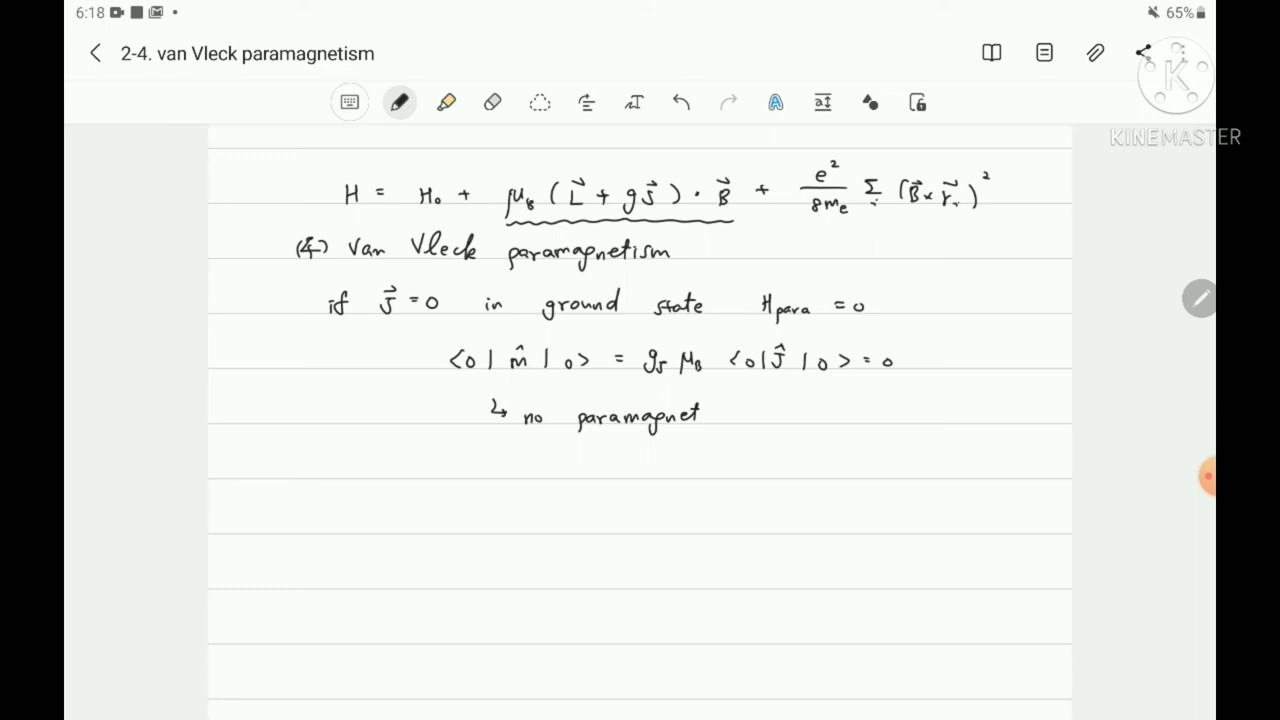 6:18
65%
2-4. van Vleck paramagnetism
KINEMASTER
H = H₀ + μ_B (L⃗ + g S⃗) · B⃗ + e²/8mₑ Σᵢ (B⃗ × r⃗ᵢ)²
(4) Van Vleck paramagnetism
if J⃗ = 0 in ground state H_para = 0
<0 | m̂ | 0> = g_J μ_B <0 | Ĵ | 0> = 0
↳ no paramagnet